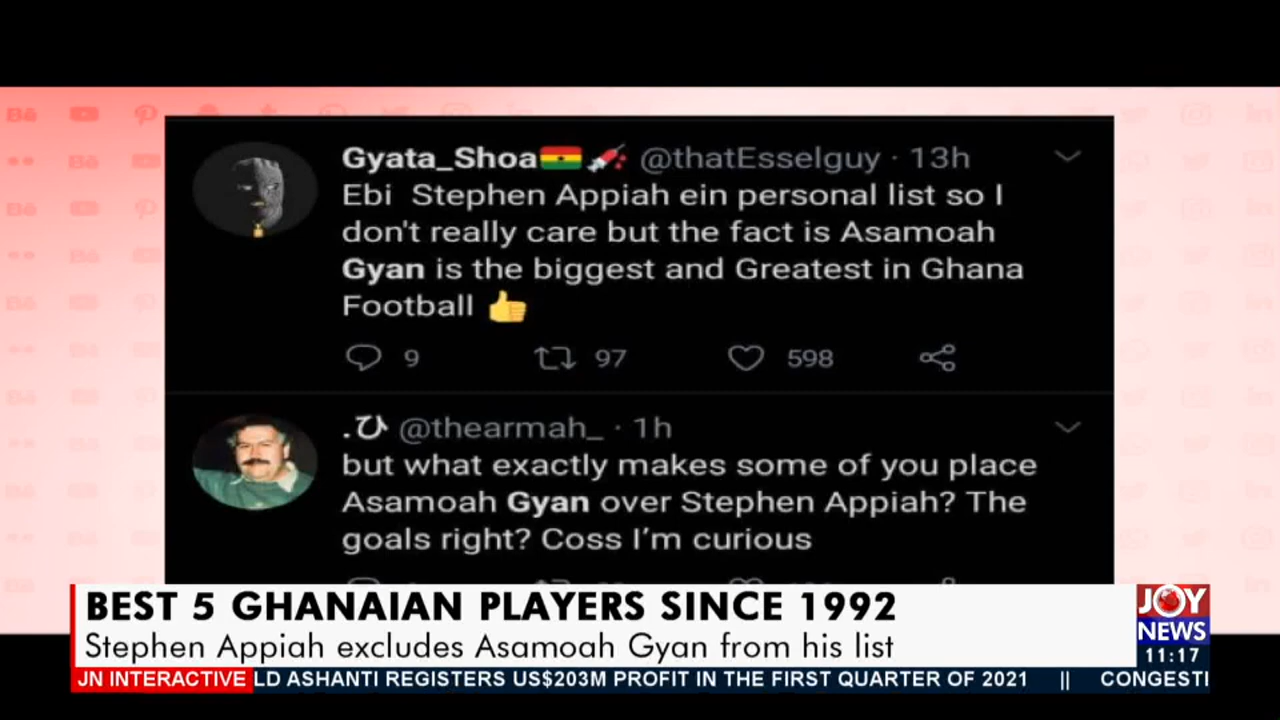 Gyata_Shoa🇬🇭💉 @thatEsselguy · 13h
Ebi Stephen Appiah ein personal list so I
don't really care but the fact is Asamoah
Gyan is the biggest and Greatest in Ghana
Football 👍
9 97 598
.ひ @thearmah_ · 1h
but what exactly makes some of you place
Asamoah Gyan over Stephen Appiah? The
goals right? Coss I'm curious
BEST 5 GHANAIAN PLAYERS SINCE 1992
Stephen Appiah excludes Asamoah Gyan from his list
JOY
NEWS
11:17
JN INTERACTIVE LD ASHANTI REGISTERS US$203M PROFIT IN THE FIRST QUARTER OF 2021 || CONGESTI